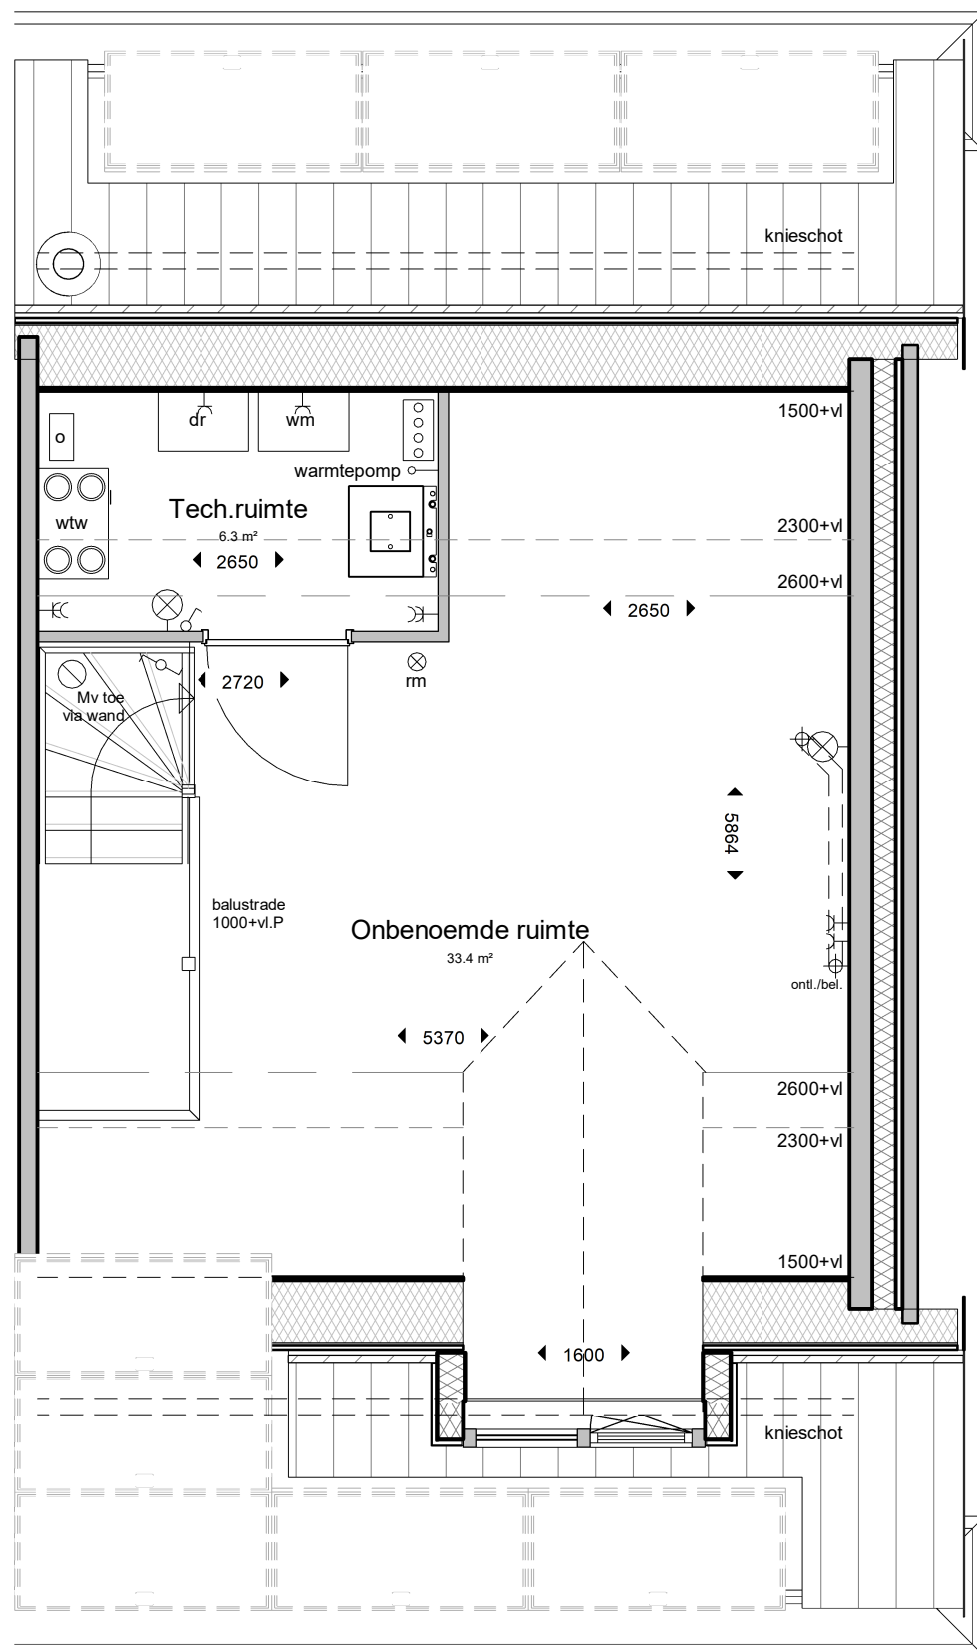 knieschot
1500+vl
dr
wm
o
warmtepomp
Tech.ruimte
6.3 m²
2650
wtw
2300+vl
2600+vl
2650
rm
2720
Mv toe
via wand
5864
balustrade
1000+vl.P
Onbenoemde ruimte
33.4 m²
ontl./bel.
5370
2600+vl
2300+vl
1500+vl
1600
knieschot